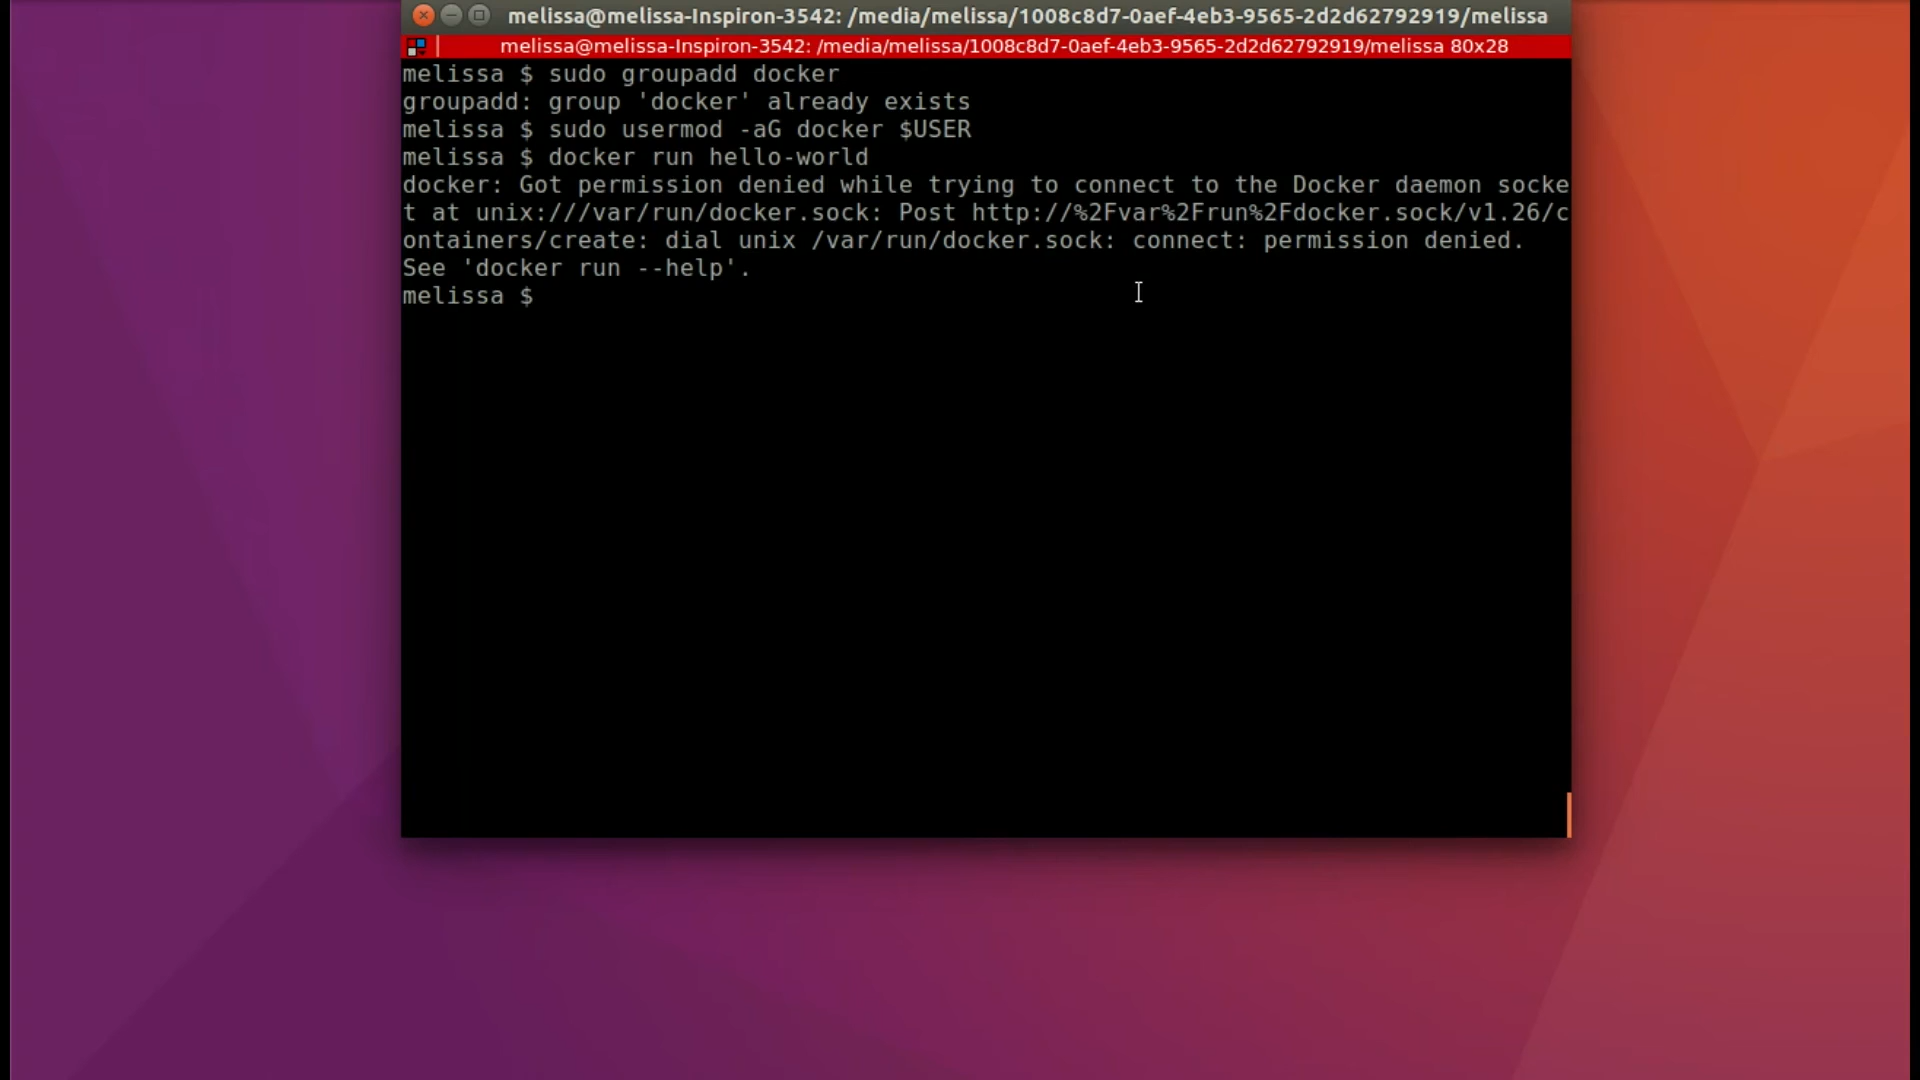 melissa@melissa-Inspiron-3542: /media/melissa/1008c8d7-0aef-4eb3-9565-2d2d62792919/melissa
melissa@melissa-Inspiron-3542: /media/melissa/1008c8d7-0aef-4eb3-9565-2d2d62792919/melissa 80x28
melissa $ sudo groupadd docker
groupadd: group 'docker' already exists
melissa $ sudo usermod -aG docker $USER
melissa $ docker run hello-world
docker: Got permission denied while trying to connect to the Docker daemon socke
t at unix:///var/run/docker.sock: Post http://%2Fvar%2Frun%2Fdocker.sock/v1.26/c
ontainers/create: dial unix /var/run/docker.sock: connect: permission denied.
See 'docker run --help'.
melissa $